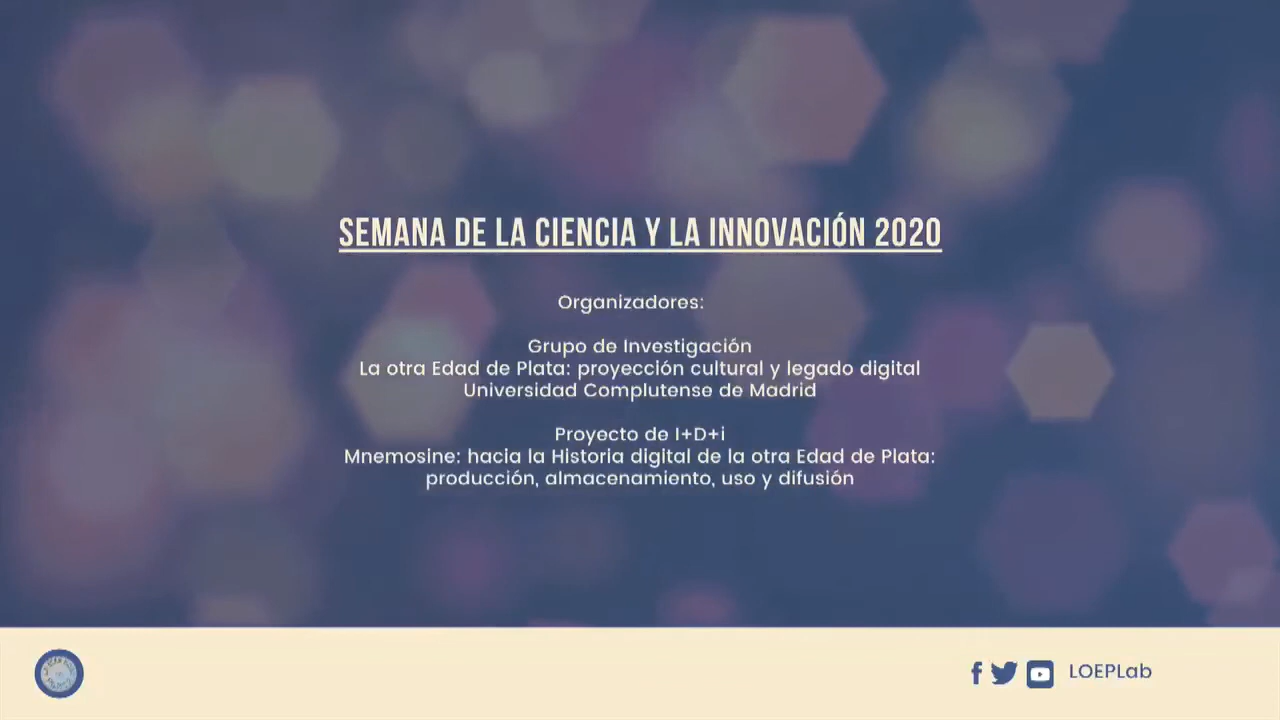 SEMANA DE LA CIENCIA Y LA INNOVACIÓN 2020
Organizadores:
Grupo de Investigación
La otra Edad de Plata: proyección cultural y legado digital
Universidad Complutense de Madrid
Proyecto de I+D+i
Mnemosine: hacia la Historia digital de la otra Edad de Plata:
producción, almacenamiento, uso y difusión
LOEPLab